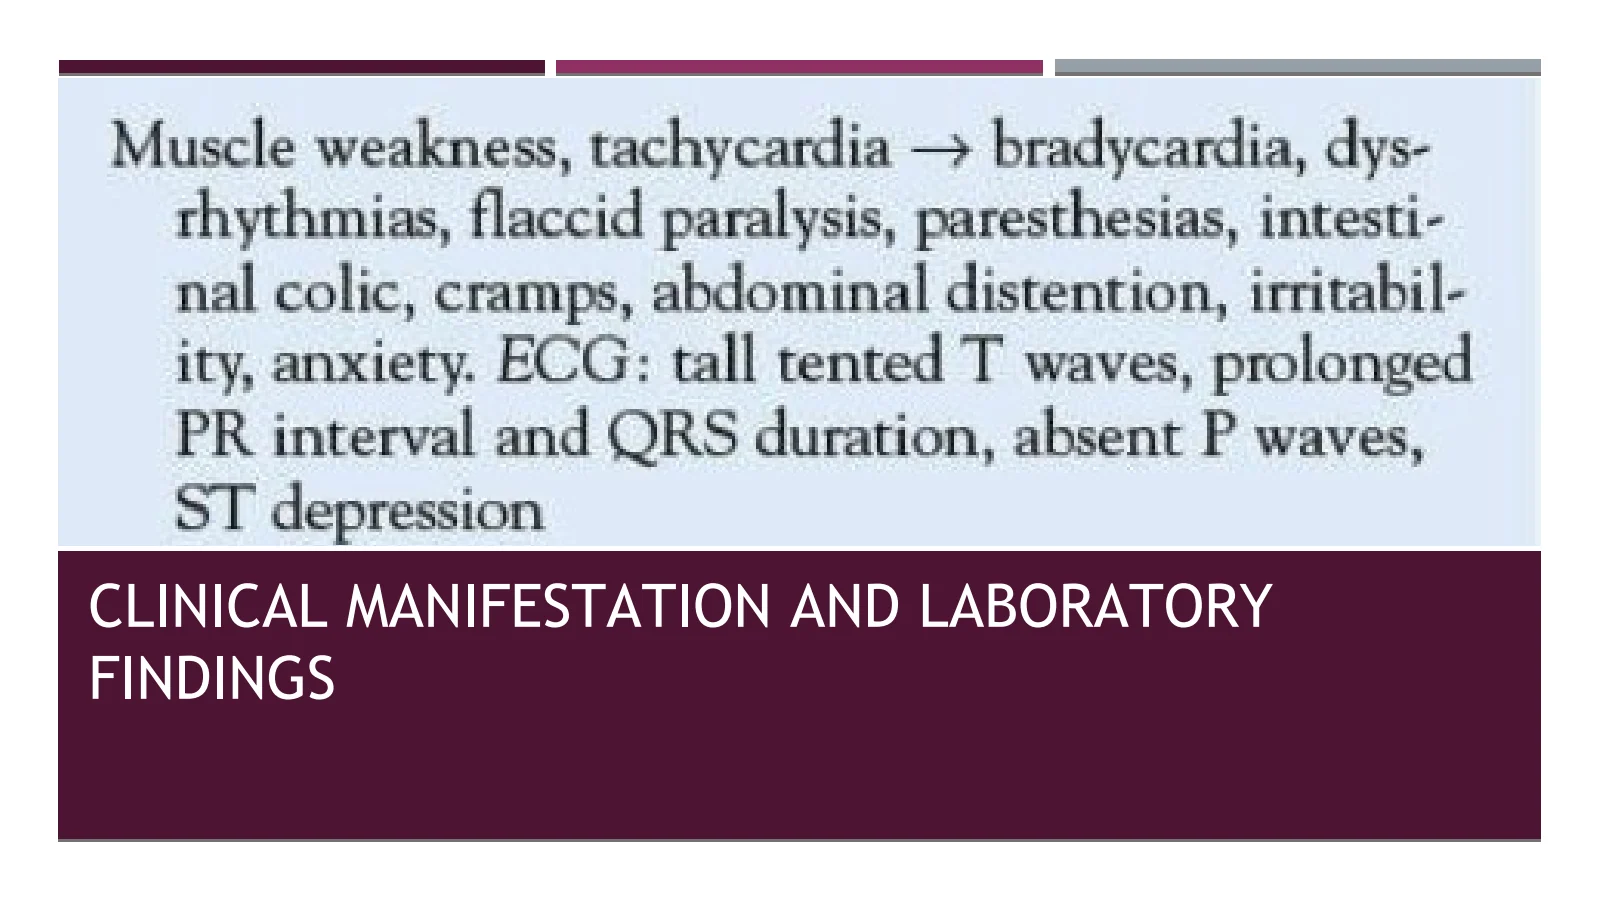 Muscle weakness, tachycardia → bradycardia, dys-
rhythmias, flaccid paralysis, paresthesias, intesti-
nal colic, cramps, abdominal distention, irritabil-
ity, anxiety. ECG: tall tented T waves, prolonged
PR interval and QRS duration, absent P waves,
ST depression
CLINICAL MANIFESTATION AND LABORATORY
FINDINGS